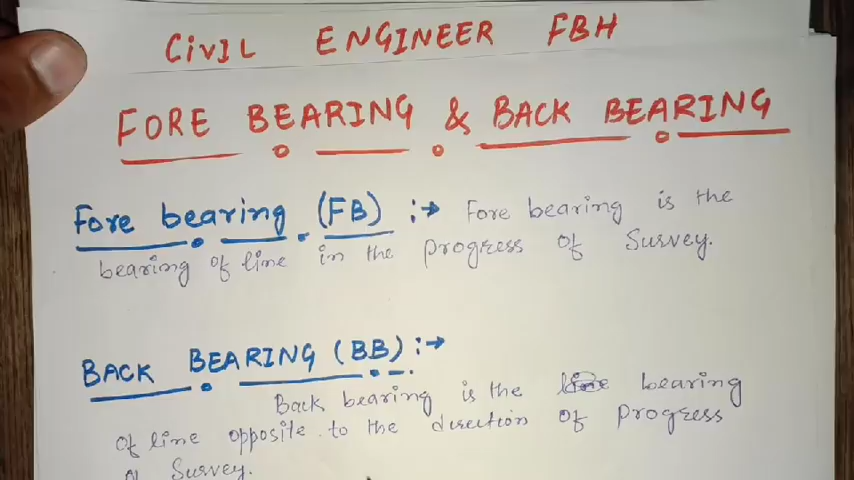 CiVIL ENGINEER FBH
FORE BEARING & BACK BEARING
Fore bearing (FB) :→ Fore bearing is the
bearing of line in the progress of Survey.
BACK BEARING (BB) :→
Back bearing is the bearing
of line opposite to the direction of progress
of Survey.